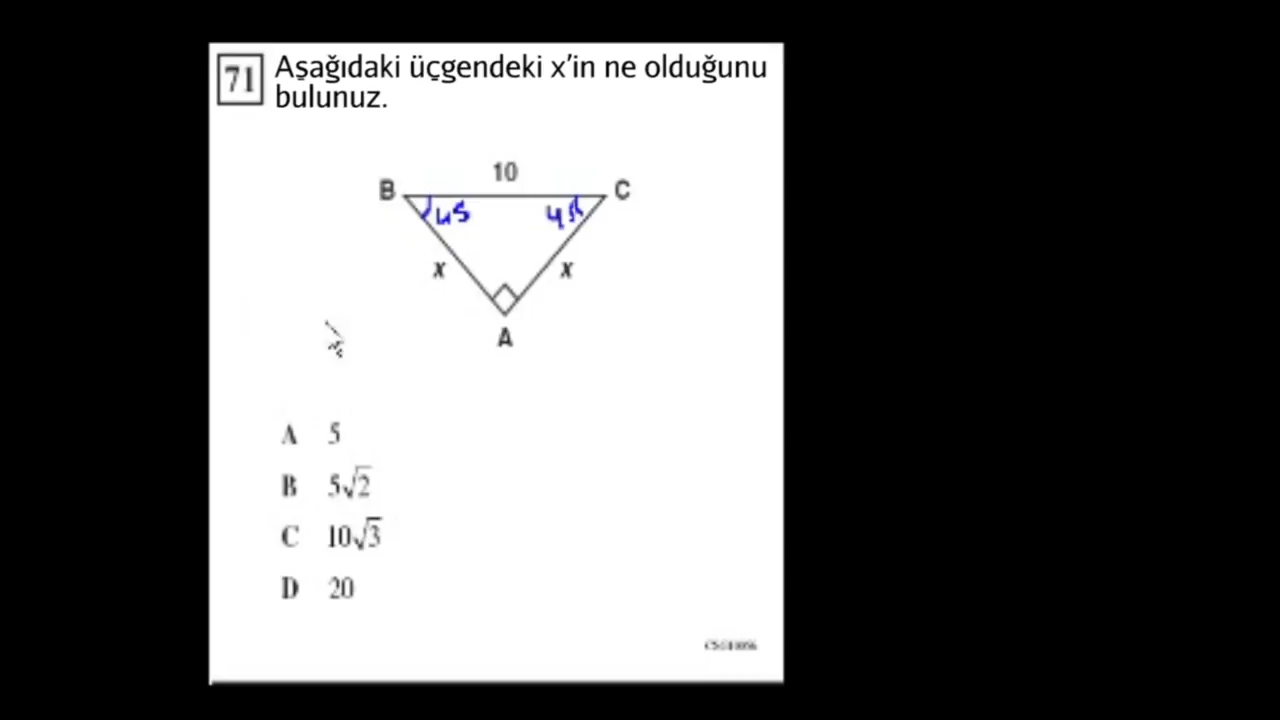 71 Aşağıdaki üçgendeki x'in ne olduğunu
bulunuz.
10
B C
45 45
x x
A
A 5
B 5√2
C 10√3
D 20